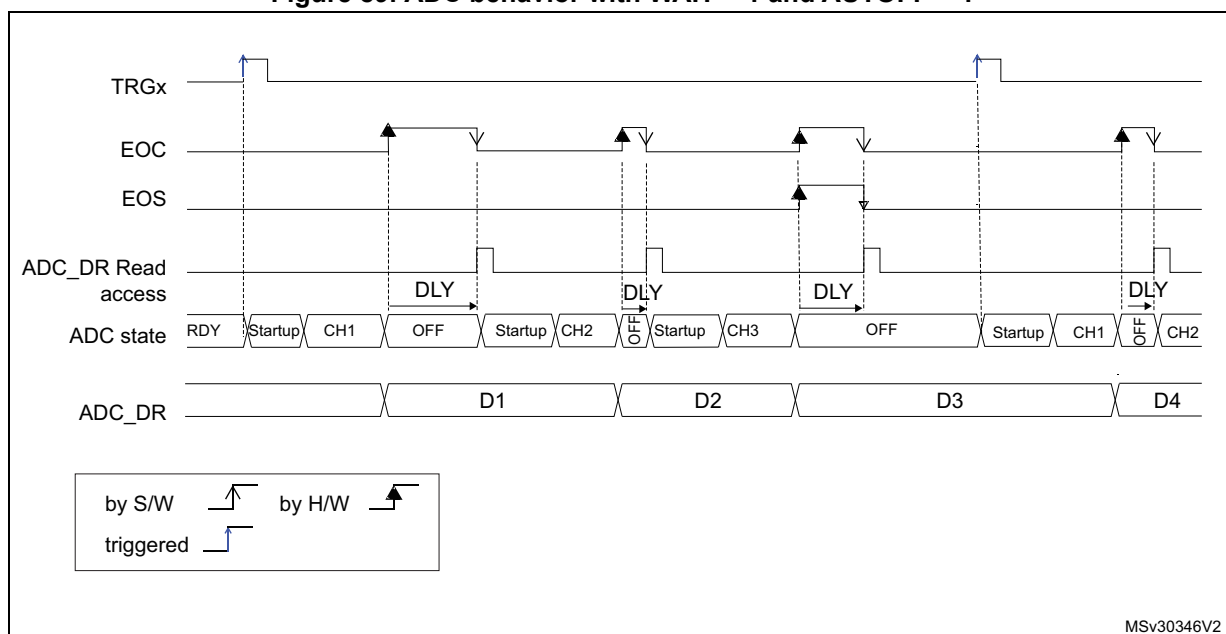 TRGx
EOC
EOS
ADC_DR Read
access
DLY DLY DLY DLY
ADC state RDY Startup CH1 OFF Startup CH2 OFF Startup CH3 OFF Startup CH1 OFF CH2
ADC_DR D1 D2 D3 D4
by S/W by H/W
triggered
MSv30346V2